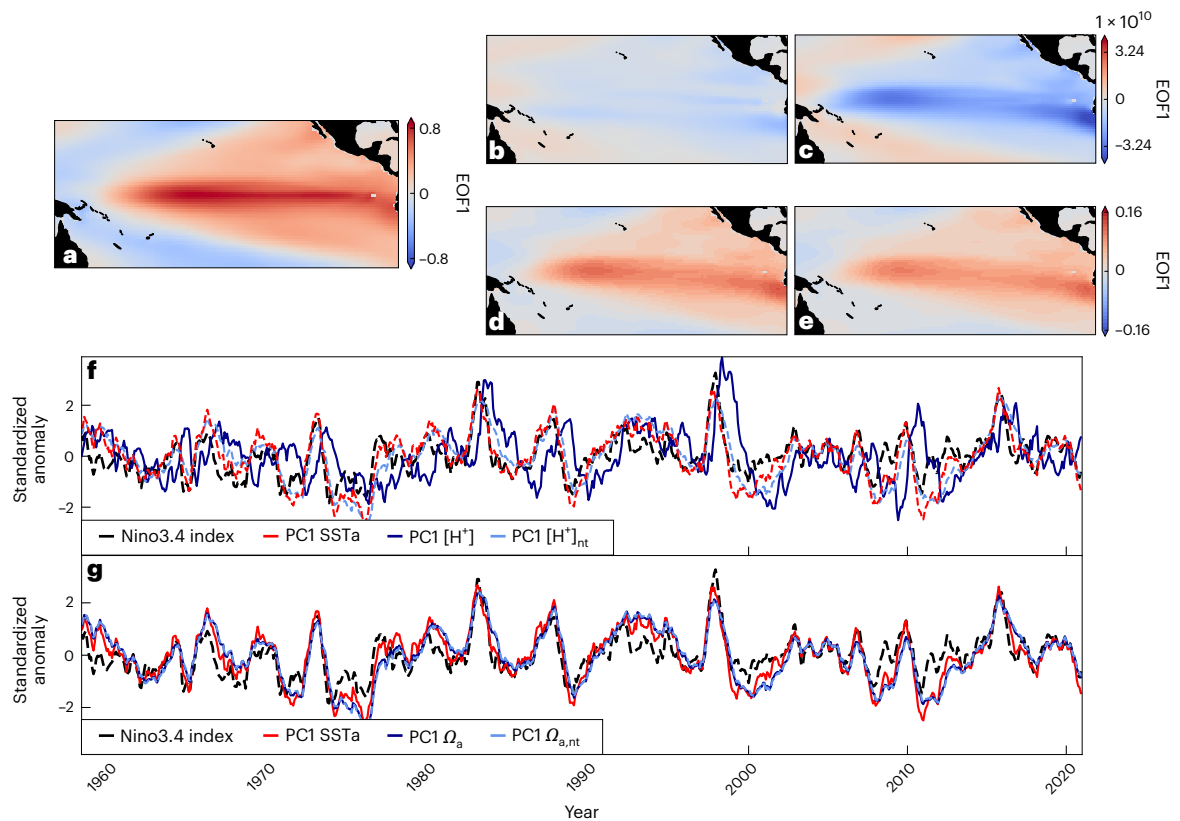 1 × 10¹⁰
3.24
0
−3.24
EOF1
b
c
0.8
0
−0.8
EOF1
a
0.16
0
−0.16
EOF1
d
e
f
Standardized
anomaly
2
0
−2
Nino3.4 index PC1 SSTa PC1 [H⁺] PC1 [H⁺]nt
g
Standardized
anomaly
2
0
−2
Nino3.4 index PC1 SSTa PC1 Ωa PC1 Ωa,nt
1960 1970 1980 1990 2000 2010 2020
Year